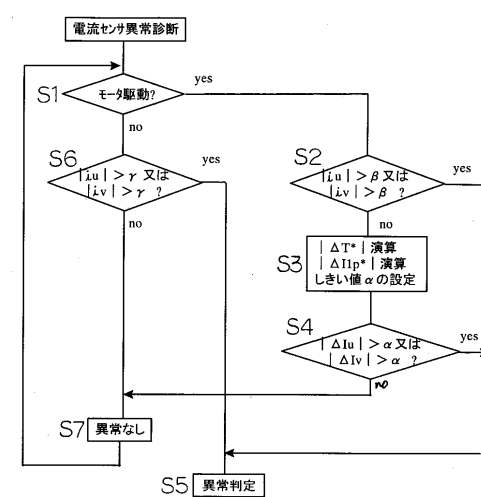 電流センサ異常診断
S1
モータ駆動?
yes
no
S6
|iu|>γ 又は
|iv|>γ ?
yes
no
S2
|iu|>β 又は
|iv|>β ?
yes
no
S3
|ΔT*|演算
|ΔI1p*|演算
しきい値αの設定
S4
|ΔIu|>α 又は
|ΔIv|>α ?
yes
no
S7
異常なし
S5
異常判定